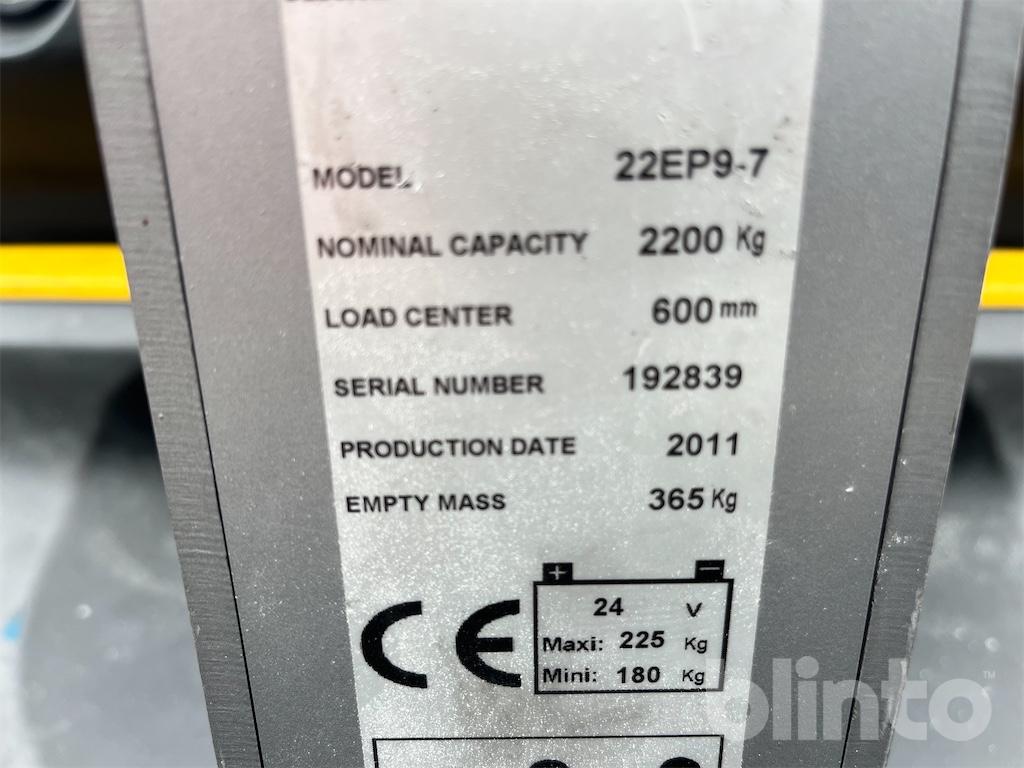 MODEL 22EP9-7
NOMINAL CAPACITY 2200 Kg
LOAD CENTER 600 mm
SERIAL NUMBER 192839
PRODUCTION DATE 2011
EMPTY MASS 365 Kg
+ –
24 V
CE Maxi: 225 Kg
Mini: 180 Kg
blinto™